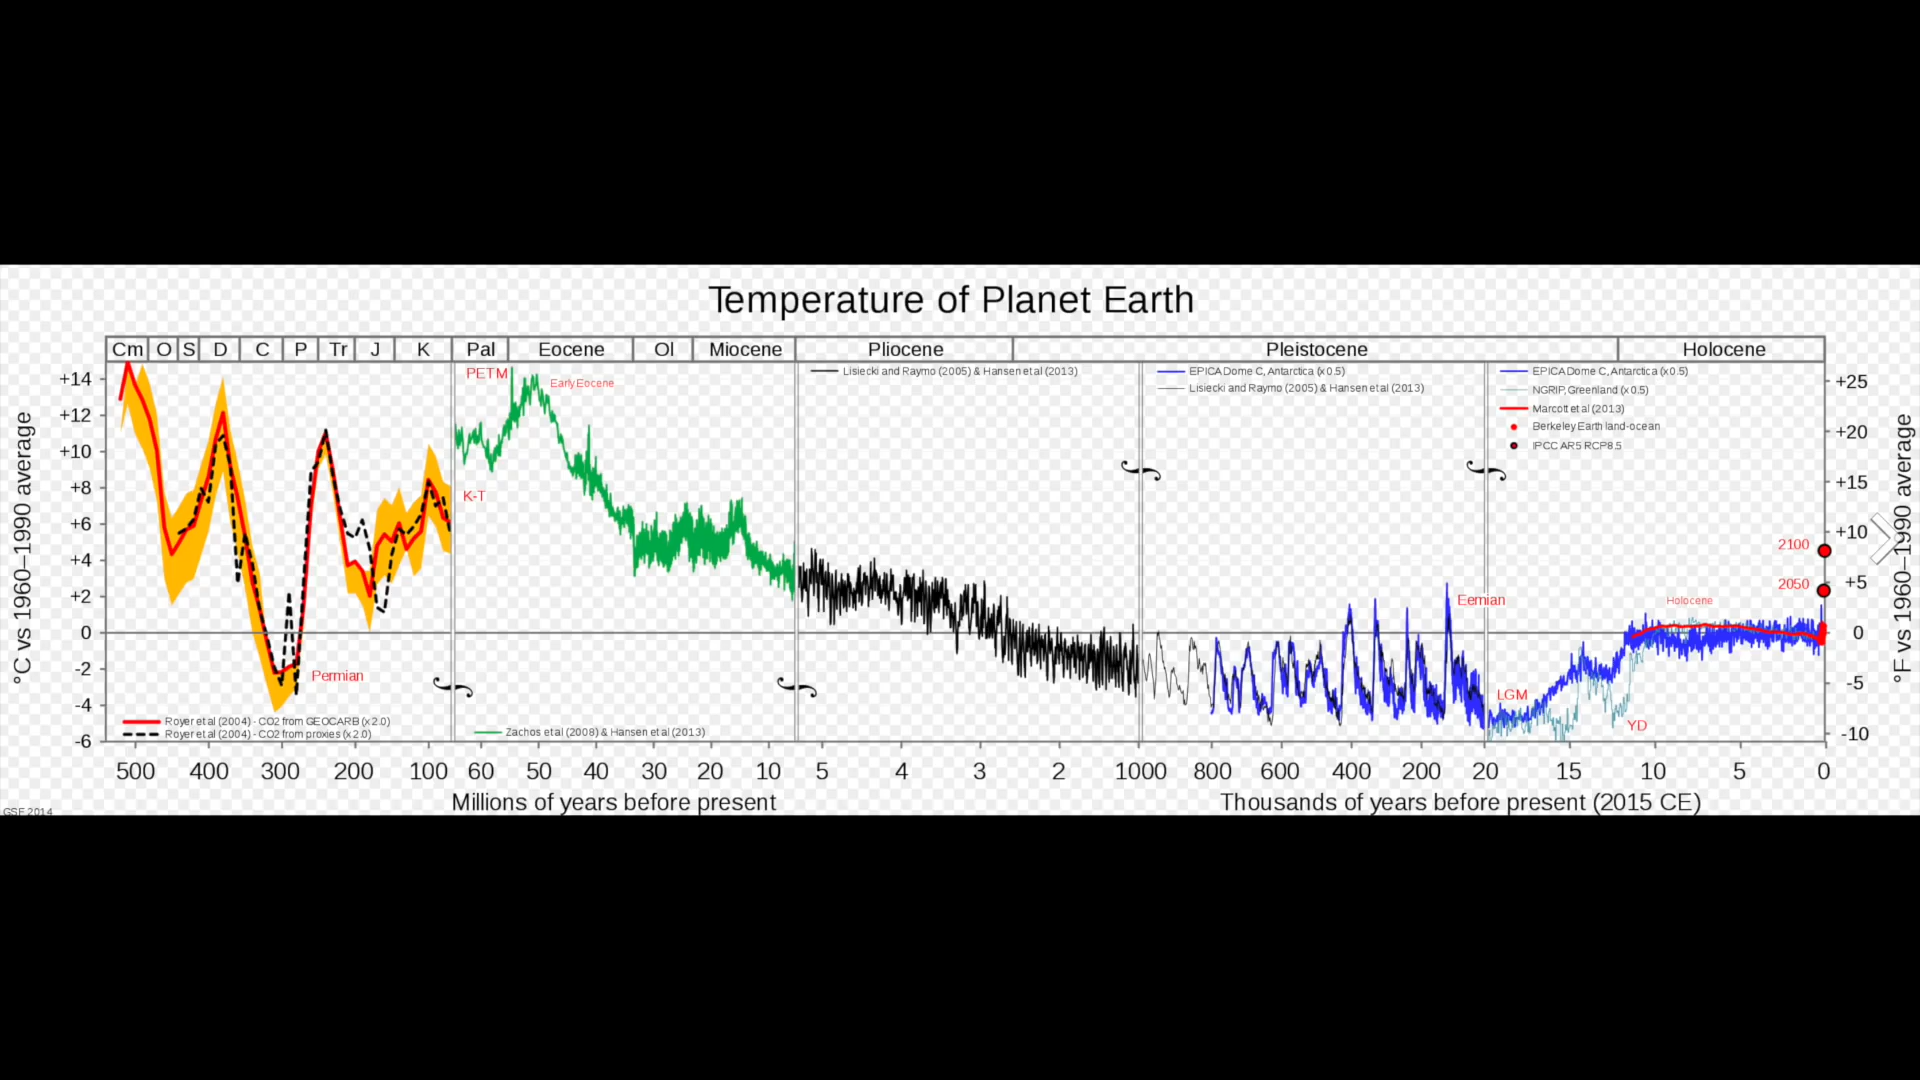 Temperature of Planet Earth
Cm O S D C P Tr J K Pal Eocene Ol Miocene Pliocene Pleistocene Holocene
°C vs 1960–1990 average
+14
+12
+10
+8
+6
+4
+2
0
-2
-4
-6
PETM
Early Eocene
K-T
Permian
Royer et al (2004) - CO2 from GEOCARB (x2.0)
Royer et al (2004) - CO2 from proxies (x2.0)
Zachos et al (2008) & Hansen et al (2013)
Lisiecki and Raymo (2005) & Hansen et al (2013)
EPICA Dome C, Antarctica (x0.5)
Lisiecki and Raymo (2005) & Hansen et al (2013)
EPICA Dome C, Antarctica (x0.5)
NGRIP, Greenland (x0.5)
Marcott et al (2013)
Berkeley Earth land-ocean
IPCC AR5 RCP8.5
2100
2050
Eemian
Holocene
LGM
YD
+25
+20
+15
+10
+5
0
-5
-10
°F vs 1960–1990 average
500 400 300 200 100 60 50 40 30 20 10 5 4 3 2 1000 800 600 400 200 20 15 10 5 0
Millions of years before present
Thousands of years before present (2015 CE)
GSF 2014